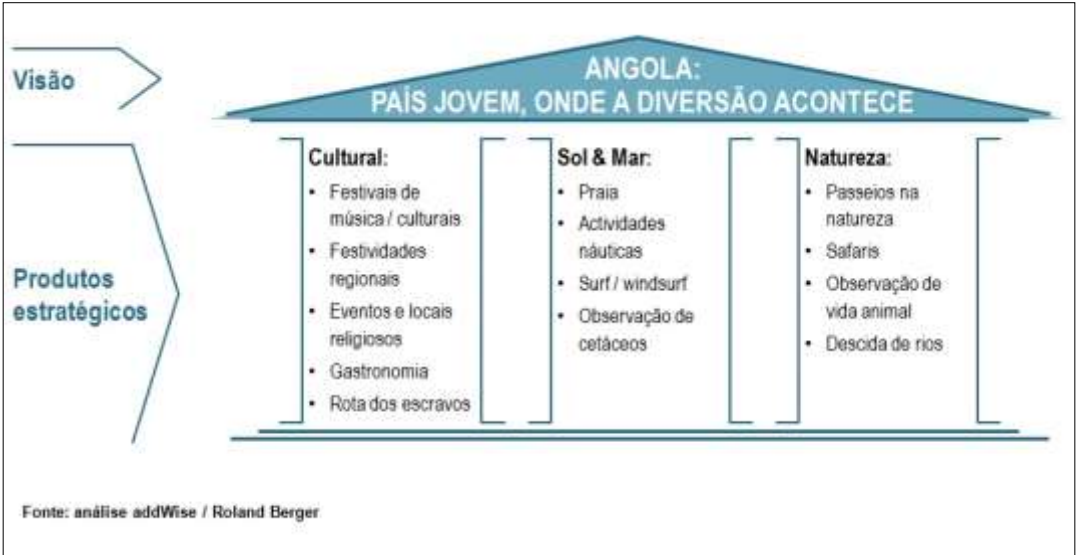 Visão
ANGOLA:
PAÍS JOVEM, ONDE A DIVERSÃO ACONTECE
Produtos
estratégicos
Cultural:
• Festivais de
música / culturais
• Festividades
regionais
• Eventos e locais
religiosos
• Gastronomia
• Rota dos escravos
Sol & Mar:
• Praia
• Actividades
náuticas
• Surf / windsurf
• Observação de
cetáceos
Natureza:
• Passeios na
natureza
• Safaris
• Observação de
vida animal
• Descida de rios
Fonte: análise addWise / Roland Berger